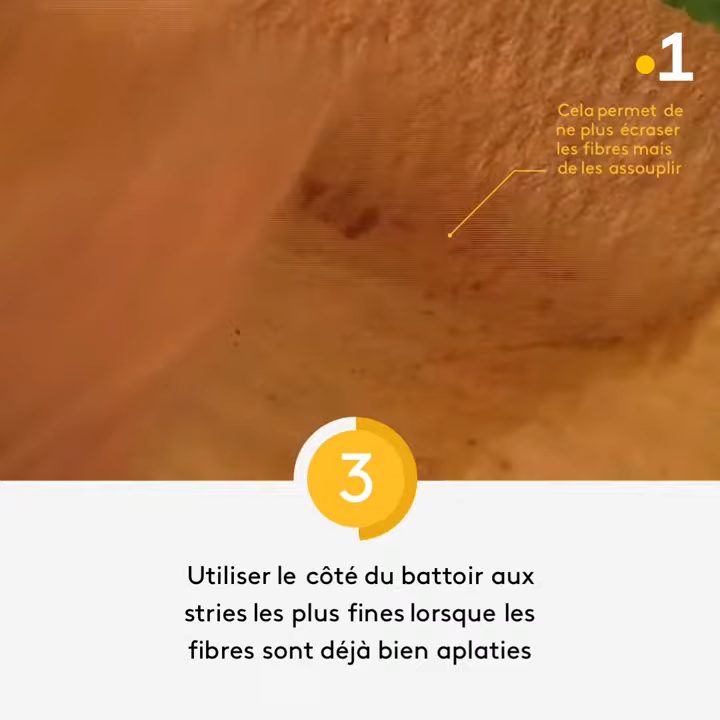 1
Cela permet de
ne plus écraser
les fibres mais
de les assouplir
3
Utiliser le côté du battoir aux
stries les plus fines lorsque les
fibres sont déjà bien aplaties